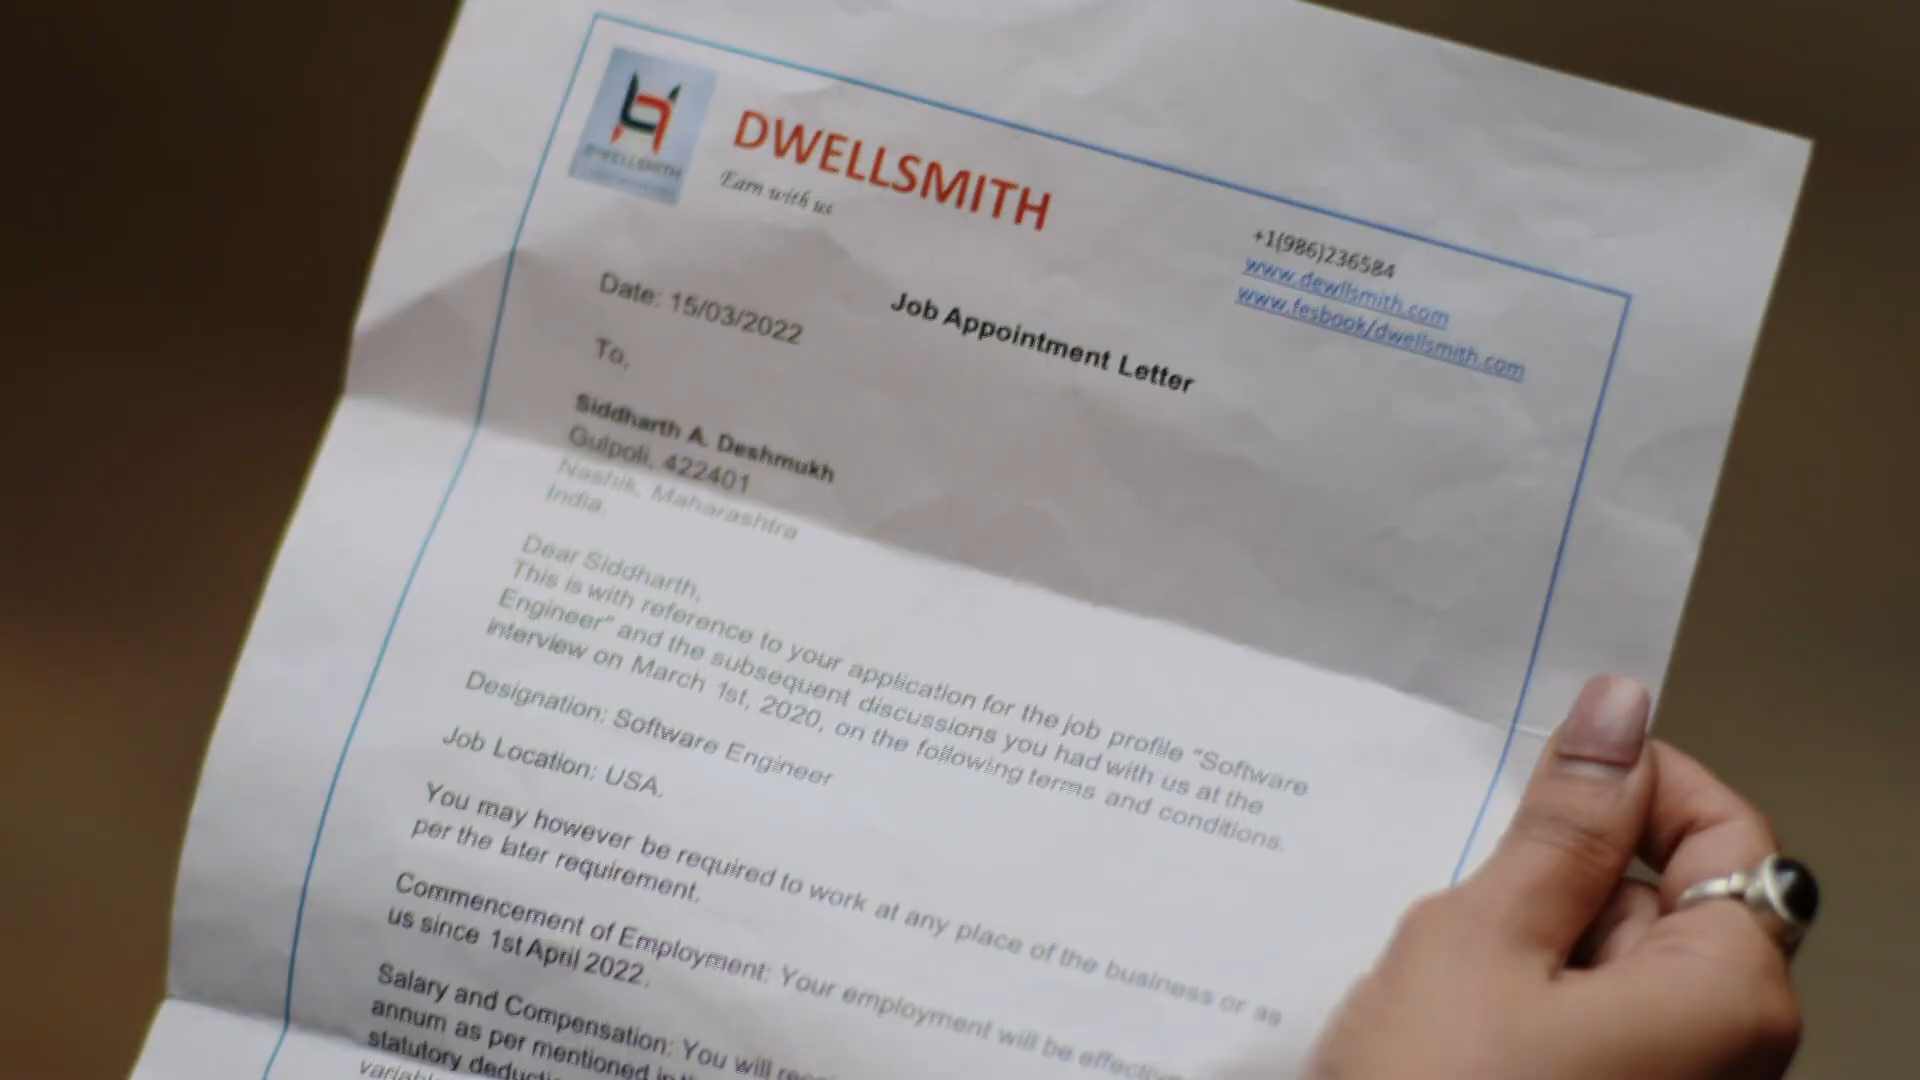 DWELLSMITH
DWELLSMITH
Earn with us
+1(986)236584
www.dewllsmith.com
www.fesbook/dwellsmith.com
Job Appointment Letter
Date: 15/03/2022
To,
Siddharth A. Deshmukh
Gulpoli, 422401
Nashik, Maharashtra
India.
Dear Siddharth,
This is with reference to your application for the job profile "Software
Engineer" and the subsequent discussions you had with us at the
interview on March 1st, 2020, on the following terms and conditions.
Designation: Software Engineer
Job Location: USA.
You may however be required to work at any place of the business or as
per the later requirement.
Commencement of Employment: Your employment will be effective
us since 1st April 2022.
Salary and Compensation: You will
annum as per mentioned in
statutory